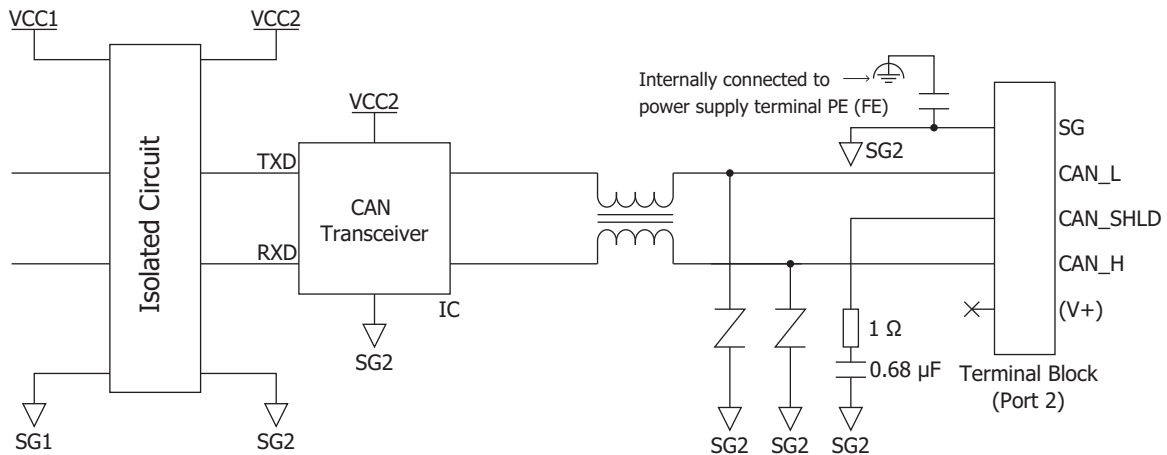 VCC1
VCC2
Isolated Circuit
TXD
RXD
SG1
SG2
VCC2
CAN
Transceiver
IC
SG2
Internally connected to
power supply terminal PE (FE)
SG2
SG
CAN_L
CAN_SHLD
CAN_H
(V+)
1 Ω
0.68 µF
SG2
SG2
SG2
Terminal Block
(Port 2)